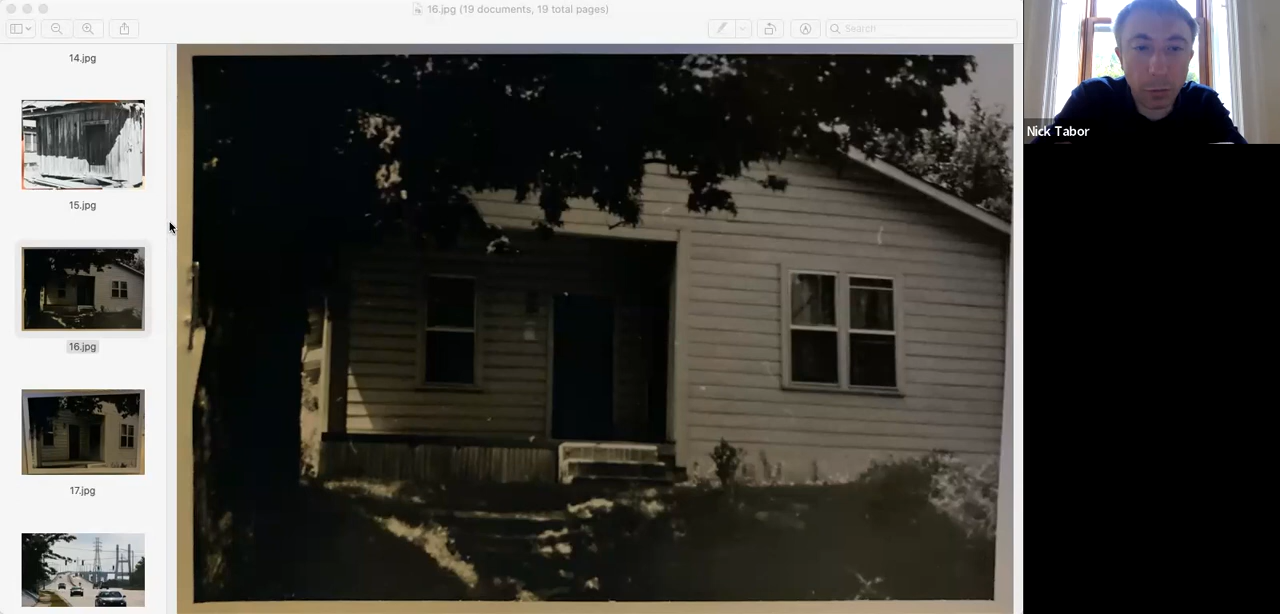 16.jpg (19 documents, 19 total pages)
Search
14.jpg
15.jpg
16.jpg
17.jpg
Nick Tabor